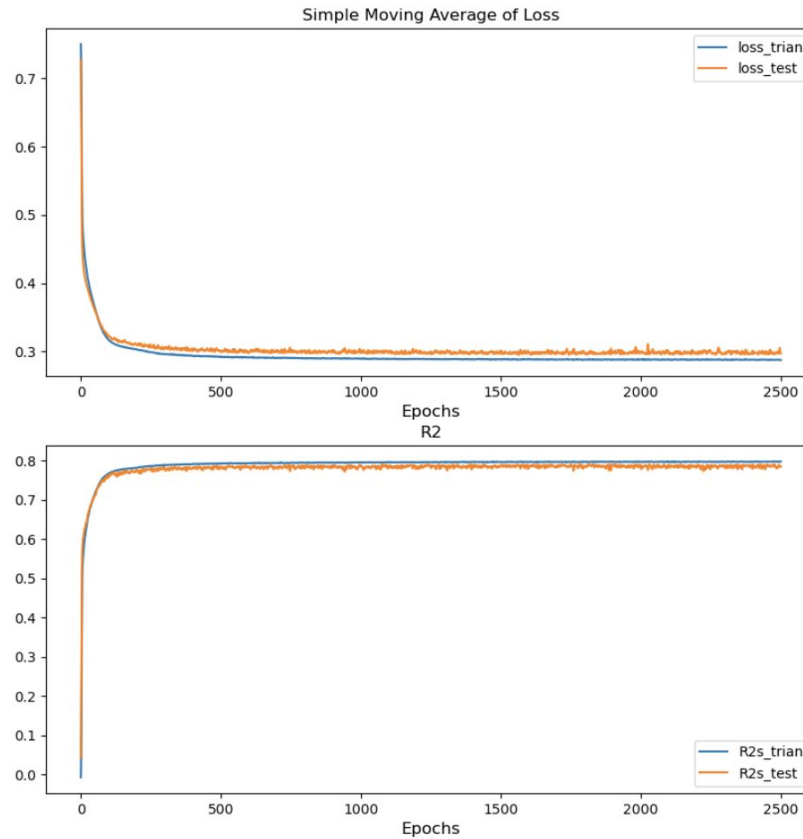 Simple Moving Average of Loss
loss_trian
loss_test
0.7
0.6
0.5
0.4
0.3
0 500 1000 1500 2000 2500
Epochs
R2
0.8
0.7
0.6
0.5
0.4
0.3
0.2
0.1
0.0
R2s_trian
R2s_test
0 500 1000 1500 2000 2500
Epochs